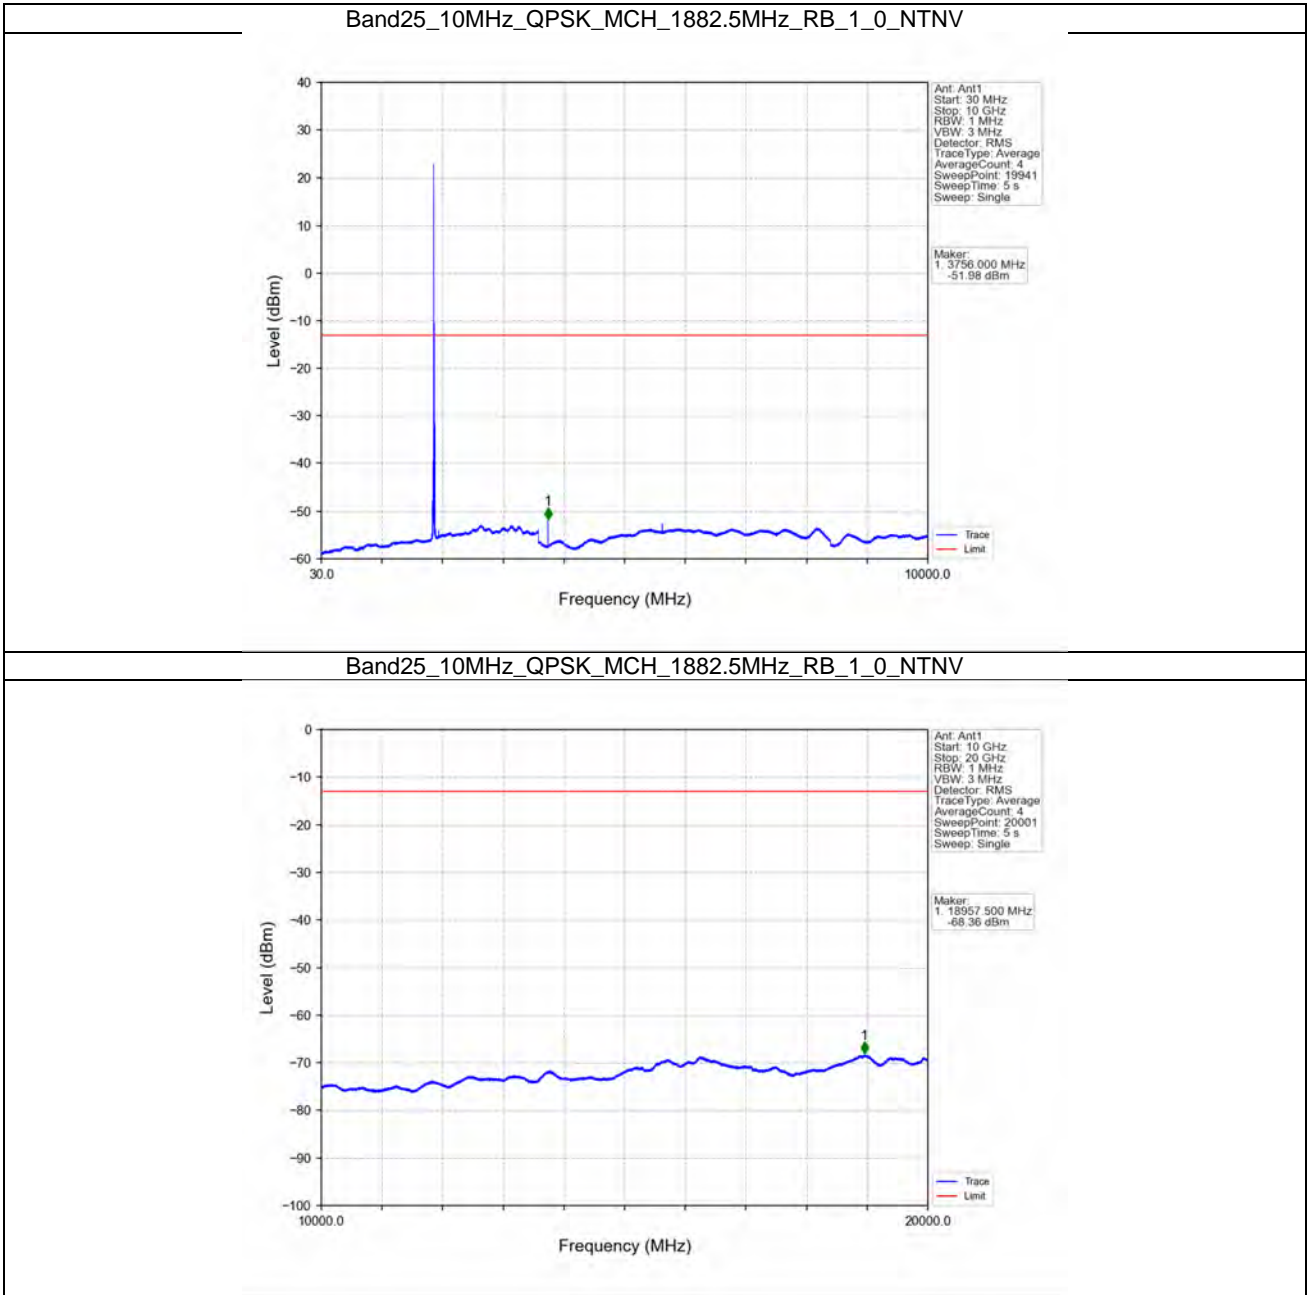 Band25_10MHz_QPSK_MCH_1882.5MHz_RB_1_0_NTNV
40
30
20
10
0
−10
−20
−30
−40
−50
−60
Level (dBm)
1
30.0
10000.0
Frequency (MHz)
Ant: Ant1
Start: 30 MHz
Stop: 10 GHz
RBW: 1 MHz
VBW: 3 MHz
Detector: RMS
TraceType: Average
AverageCount: 4
SweepPoint: 19941
SweepTime: 5 s
Sweep: Single
Maker:
1. 3756.000 MHz
-51.98 dBm
Trace
Limit
Band25_10MHz_QPSK_MCH_1882.5MHz_RB_1_0_NTNV
0
−10
−20
−30
−40
−50
−60
−70
−80
−90
−100
Level (dBm)
1
10000.0
20000.0
Frequency (MHz)
Ant: Ant1
Start: 10 GHz
Stop: 20 GHz
RBW: 1 MHz
VBW: 3 MHz
Detector: RMS
TraceType: Average
AverageCount: 4
SweepPoint: 20001
SweepTime: 5 s
Sweep: Single
Maker:
1. 18957.500 MHz
-68.36 dBm
Trace
Limit